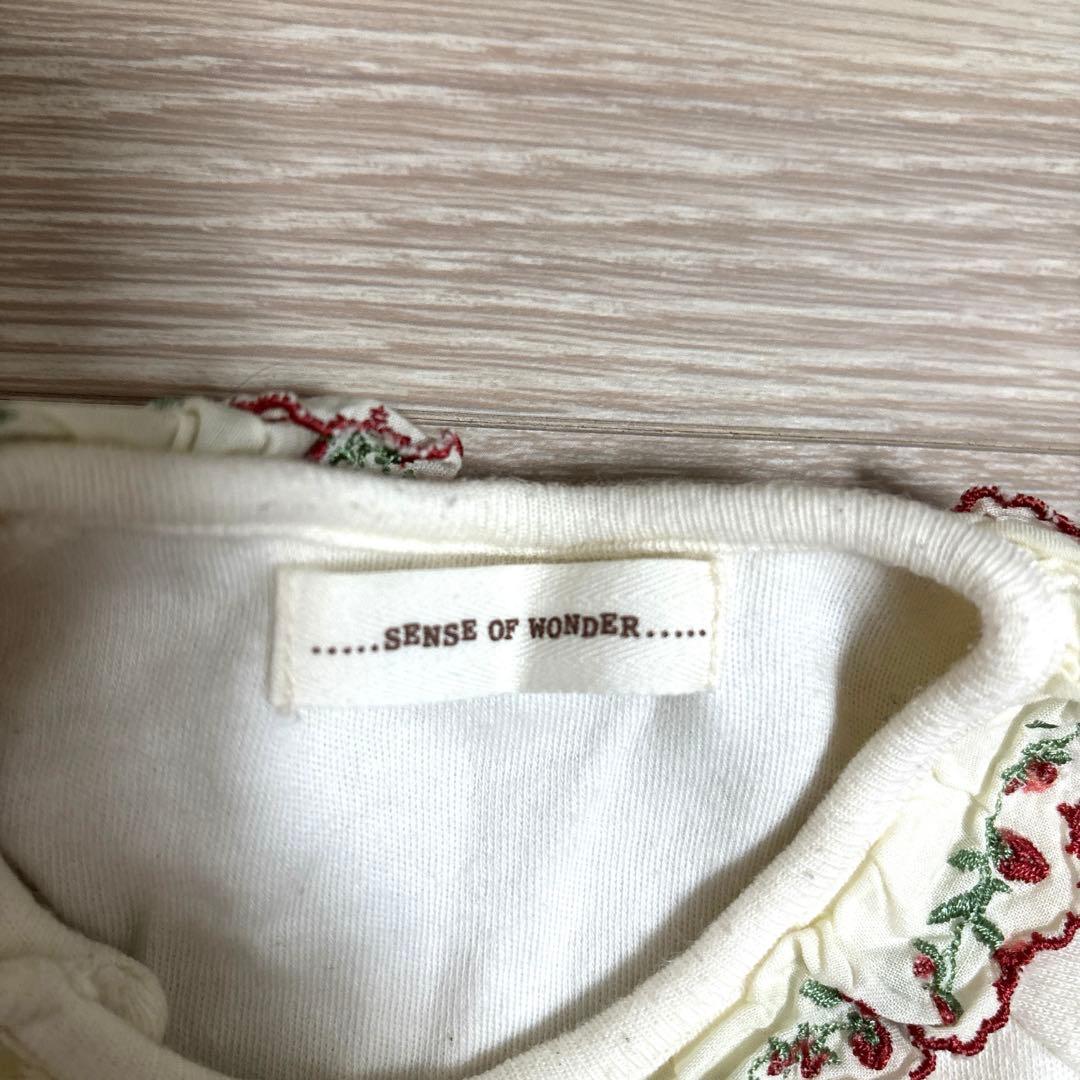 .....SENSE OF WONDER.....